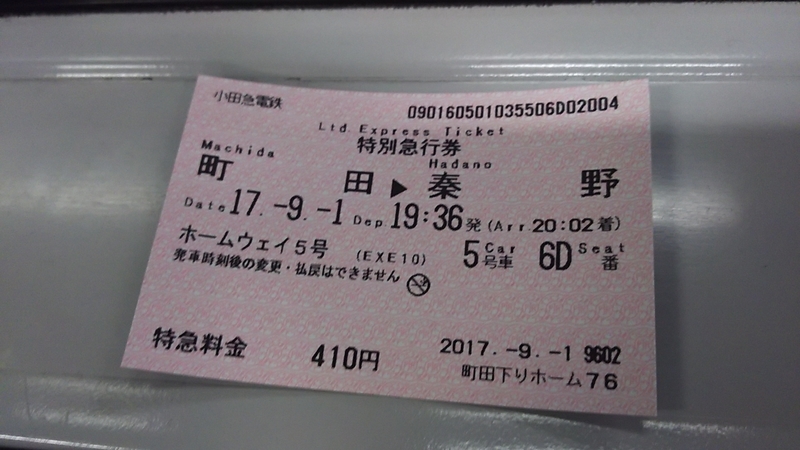 小田急電鉄 090160501035506D02004
Ltd. Express Ticket
特別急行券
Machida Hadano
町田▶秦野
Date 17.-9.-1 Dep. 19:36発 (Arr. 20:02着)
ホームウェイ5号 (EXE10) 5 Car 号車 6D Seat 番
発車時刻後の変更・払戻はできません
特急料金 410円 2017.-9.-1 9602
町田下りホーム76